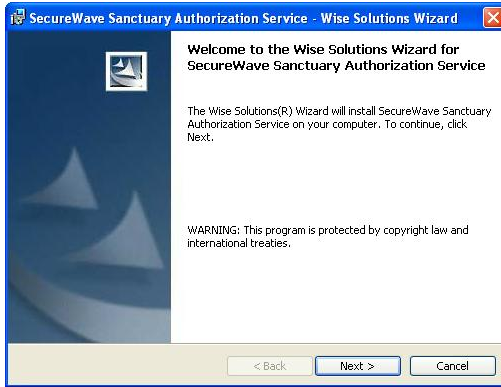 SecureWave Sanctuary Authorization Service - Wise Solutions Wizard
Welcome to the Wise Solutions Wizard for
SecureWave Sanctuary Authorization Service
The Wise Solutions(R) Wizard will install SecureWave Sanctuary
Authorization Service on your computer. To continue, click
Next.
WARNING: This program is protected by copyright law and
international treaties.
< Back
Next >
Cancel